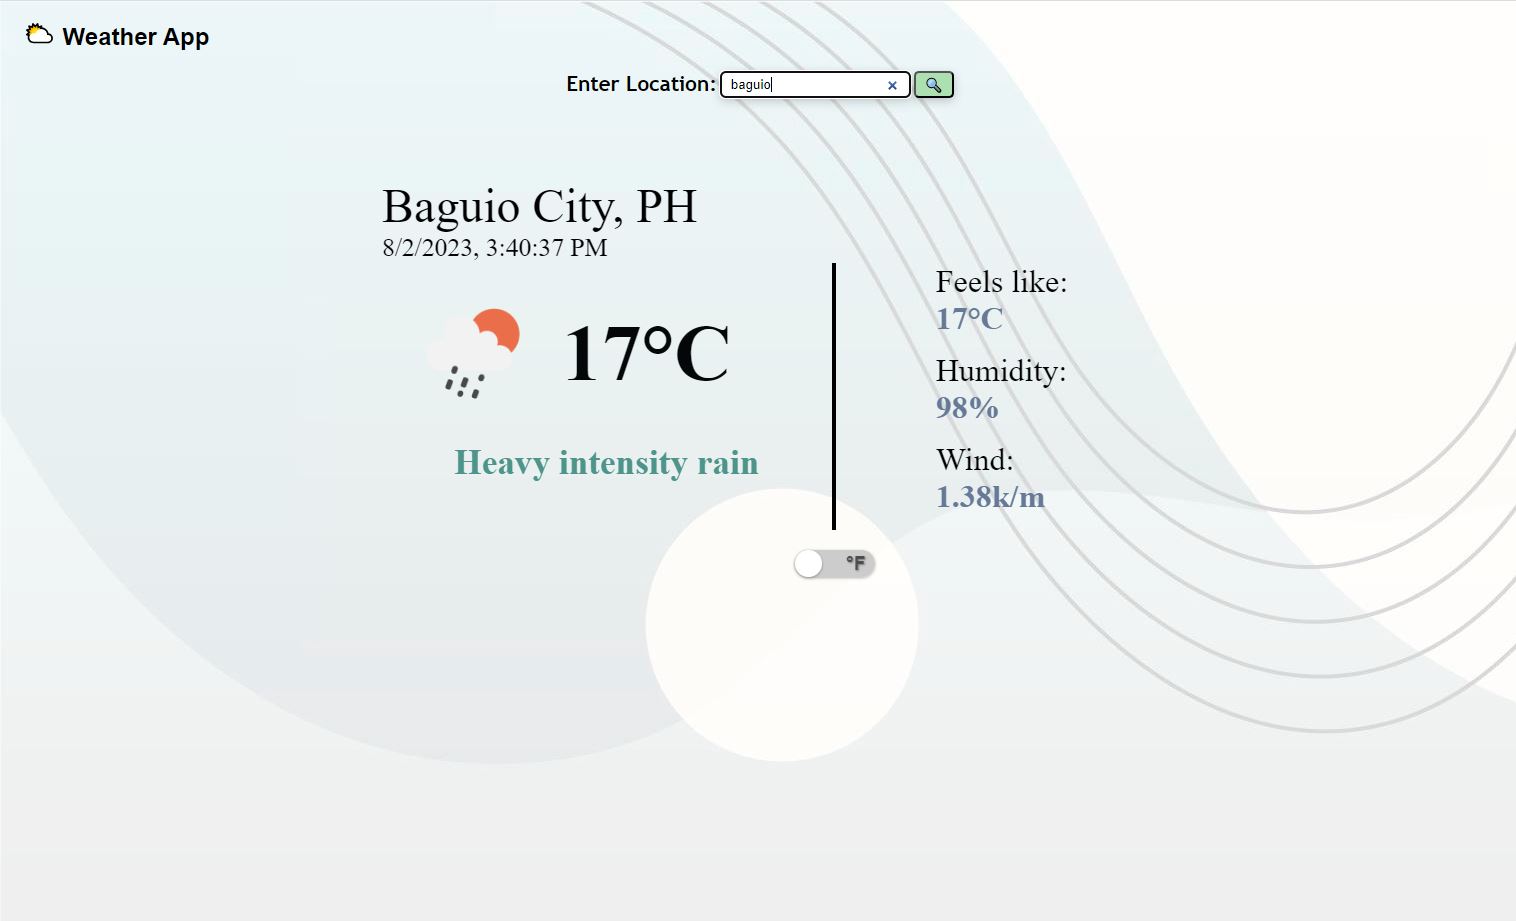 Weather App
Enter Location: baguio ×
Baguio City, PH
8/2/2023, 3:40:37 PM
17°C
Heavy intensity rain
Feels like:
17°C
Humidity:
98%
Wind:
1.38k/m
°F